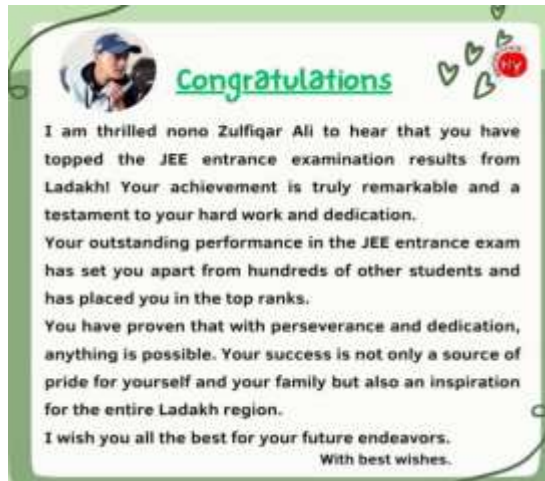 Congratulations
HY
I am thrilled nono Zulfiqar Ali to hear that you have
topped the JEE entrance examination results from
Ladakh! Your achievement is truly remarkable and a
testament to your hard work and dedication.
Your outstanding performance in the JEE entrance exam
has set you apart from hundreds of other students and
has placed you in the top ranks.
You have proven that with perseverance and dedication,
anything is possible. Your success is not only a source of
pride for yourself and your family but also an inspiration
for the entire Ladakh region.
I wish you all the best for your future endeavors.
With best wishes.